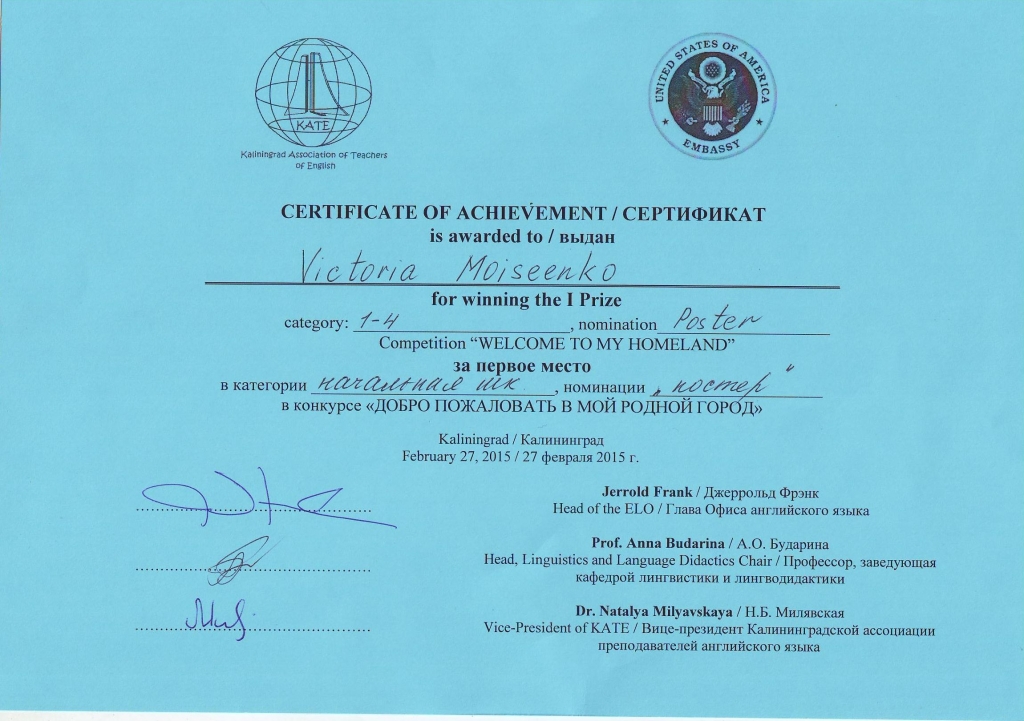 KATE
Kaliningrad Association of Teachers
of English
UNITED STATES OF AMERICA
EMBASSY
CERTIFICATE OF ACHIEVEMENT / СЕРТИФИКАТ
is awarded to / выдан
Victoria Moiseenko
for winning the I Prize
category: 1-4, nomination Poster
Competition “WELCOME TO MY HOMELAND”
за первое место
в категории начальная шк., номинации „постер“
в конкурсе «ДОБРО ПОЖАЛОВАТЬ В МОЙ РОДНОЙ ГОРОД»
Kaliningrad / Калининград
February 27, 2015 / 27 февраля 2015 г.
Jerrold Frank / Джеррольд Фрэнк
Head of the ELO / Глава Офиса английского языка
Prof. Anna Budarina / А.О. Бударина
Head, Linguistics and Language Didactics Chair / Профессор, заведующая
кафедрой лингвистики и лингводидактики
Dr. Natalya Milyavskaya / Н.Б. Милявская
Vice-President of KATE / Вице-президент Калининградской ассоциации
преподавателей английского языка